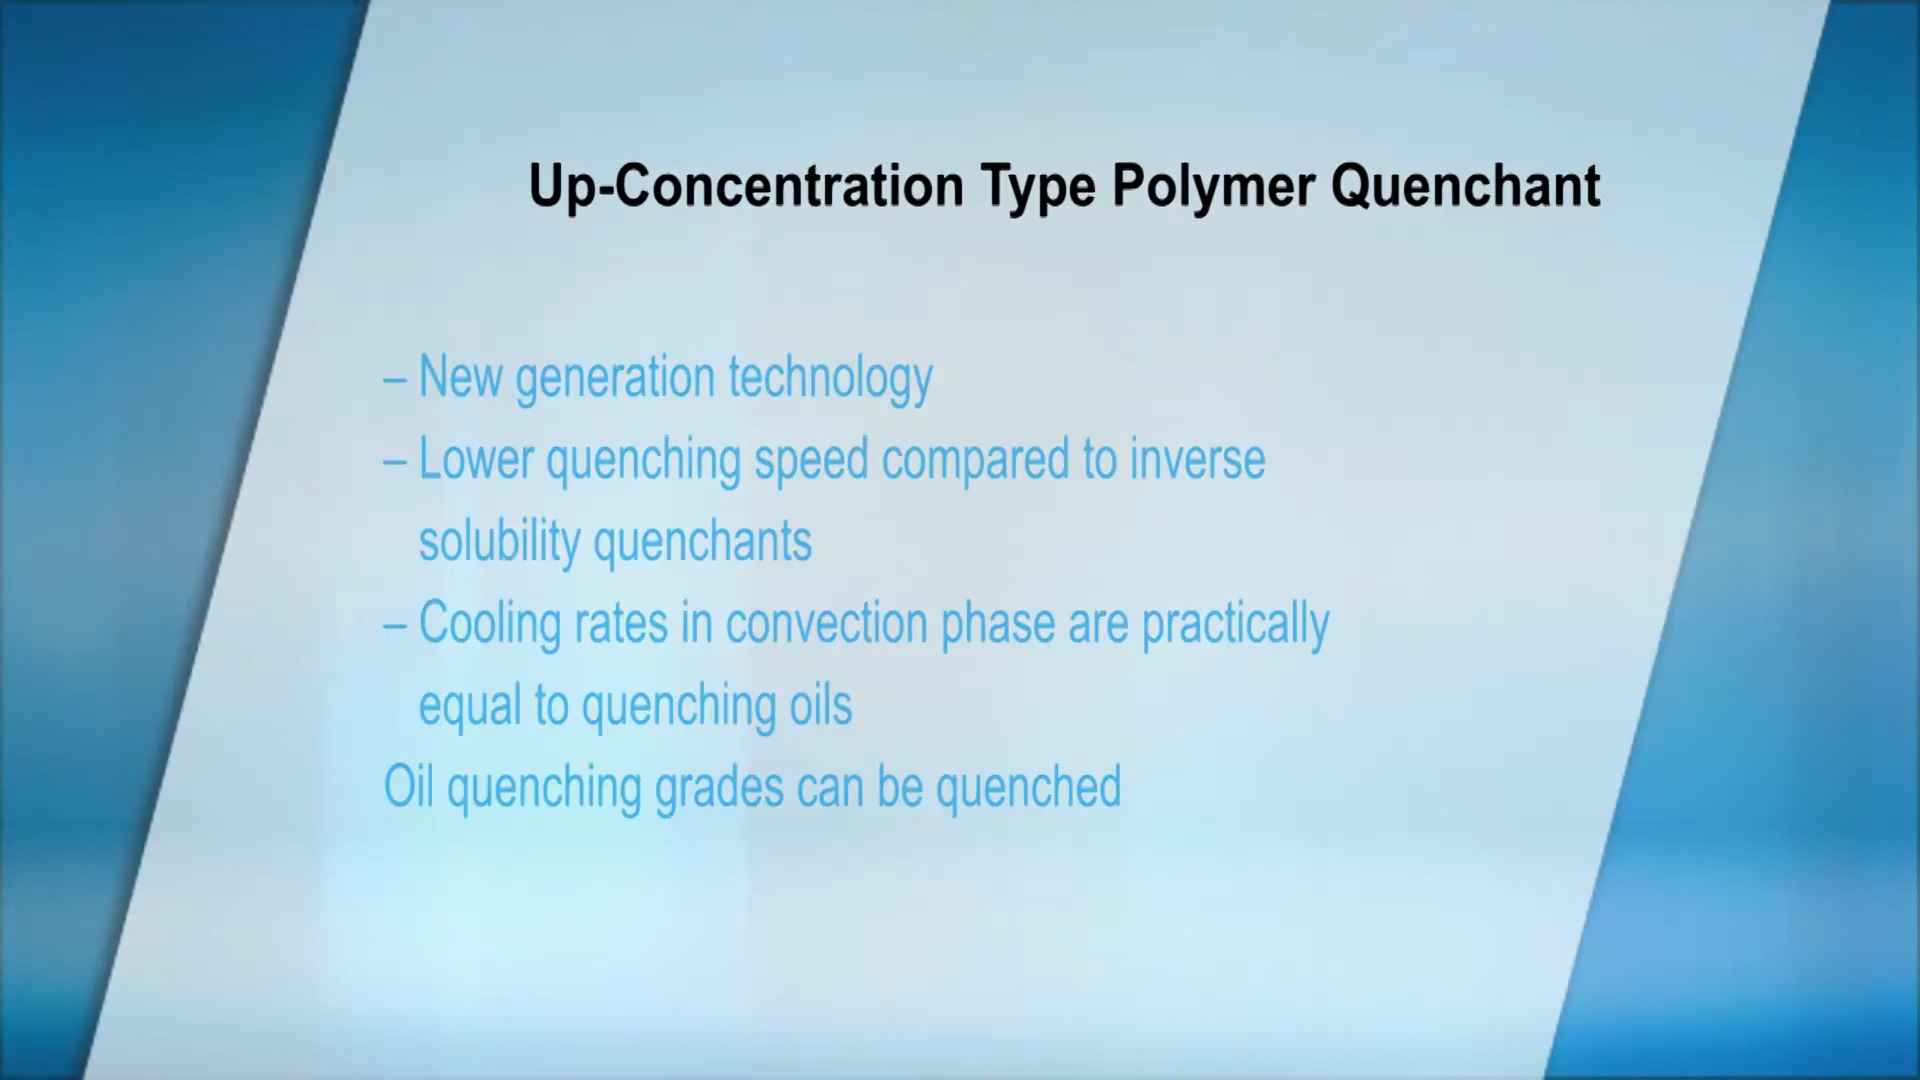 Up-Concentration Type Polymer Quenchant
– New generation technology
– Lower quenching speed compared to inverse
solubility quenchants
– Cooling rates in convection phase are practically
equal to quenching oils
Oil quenching grades can be quenched